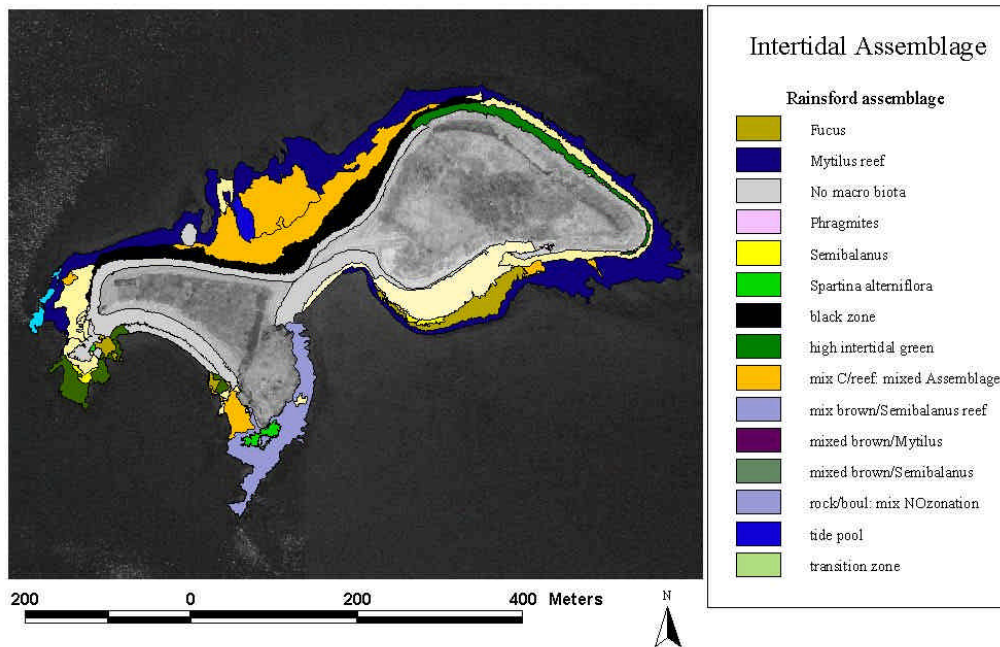 Intertidal Assemblage
Rainsford assemblage
Fucus
Mytilus reef
No macro biota
Phragmites
Semibalanus
Spartina alterniflora
black zone
high intertidal green
mix C/reef: mixed Assemblage
mix brown/Semibalanus reef
mixed brown/Mytilus
mixed brown/Semibalanus
rock/boul: mix NOzonation
tide pool
transition zone
200 0 200 400 Meters
N